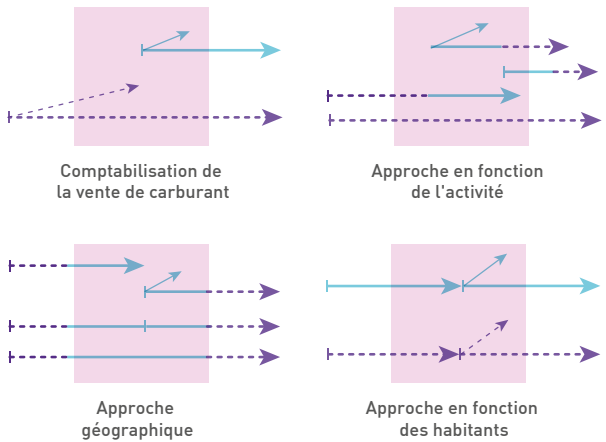 Comptabilisation de
la vente de carburant
Approche en fonction
de l'activité
Approche
géographique
Approche en fonction
des habitants